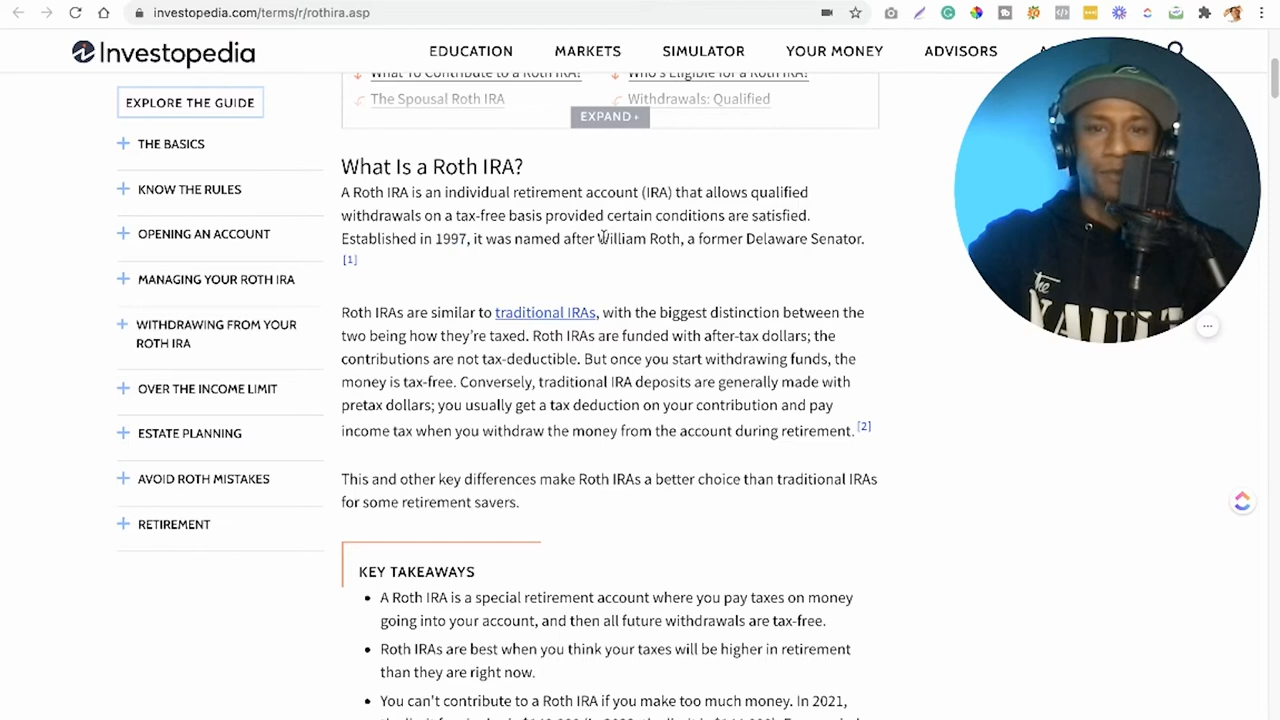 investopedia.com/terms/r/rothira.asp
Investopedia
EDUCATION
MARKETS
SIMULATOR
YOUR MONEY
ADVISORS
EXPLORE THE GUIDE
THE BASICS
KNOW THE RULES
OPENING AN ACCOUNT
MANAGING YOUR ROTH IRA
WITHDRAWING FROM YOUR
ROTH IRA
OVER THE INCOME LIMIT
ESTATE PLANNING
AVOID ROTH MISTAKES
RETIREMENT
What To Contribute to a Roth IRA?
Who's Eligible for a Roth IRA?
The Spousal Roth IRA
Withdrawals: Qualified
EXPAND+
What Is a Roth IRA?
A Roth IRA is an individual retirement account (IRA) that allows qualified
withdrawals on a tax-free basis provided certain conditions are satisfied.
Established in 1997, it was named after William Roth, a former Delaware Senator.
[1]
Roth IRAs are similar to traditional IRAs, with the biggest distinction between the
two being how they're taxed. Roth IRAs are funded with after-tax dollars; the
contributions are not tax-deductible. But once you start withdrawing funds, the
money is tax-free. Conversely, traditional IRA deposits are generally made with
pretax dollars; you usually get a tax deduction on your contribution and pay
income tax when you withdraw the money from the account during retirement. [2]
This and other key differences make Roth IRAs a better choice than traditional IRAs
for some retirement savers.
KEY TAKEAWAYS
• A Roth IRA is a special retirement account where you pay taxes on money
going into your account, and then all future withdrawals are tax-free.
• Roth IRAs are best when you think your taxes will be higher in retirement
than they are right now.
• You can't contribute to a Roth IRA if you make too much money. In 2021,
The